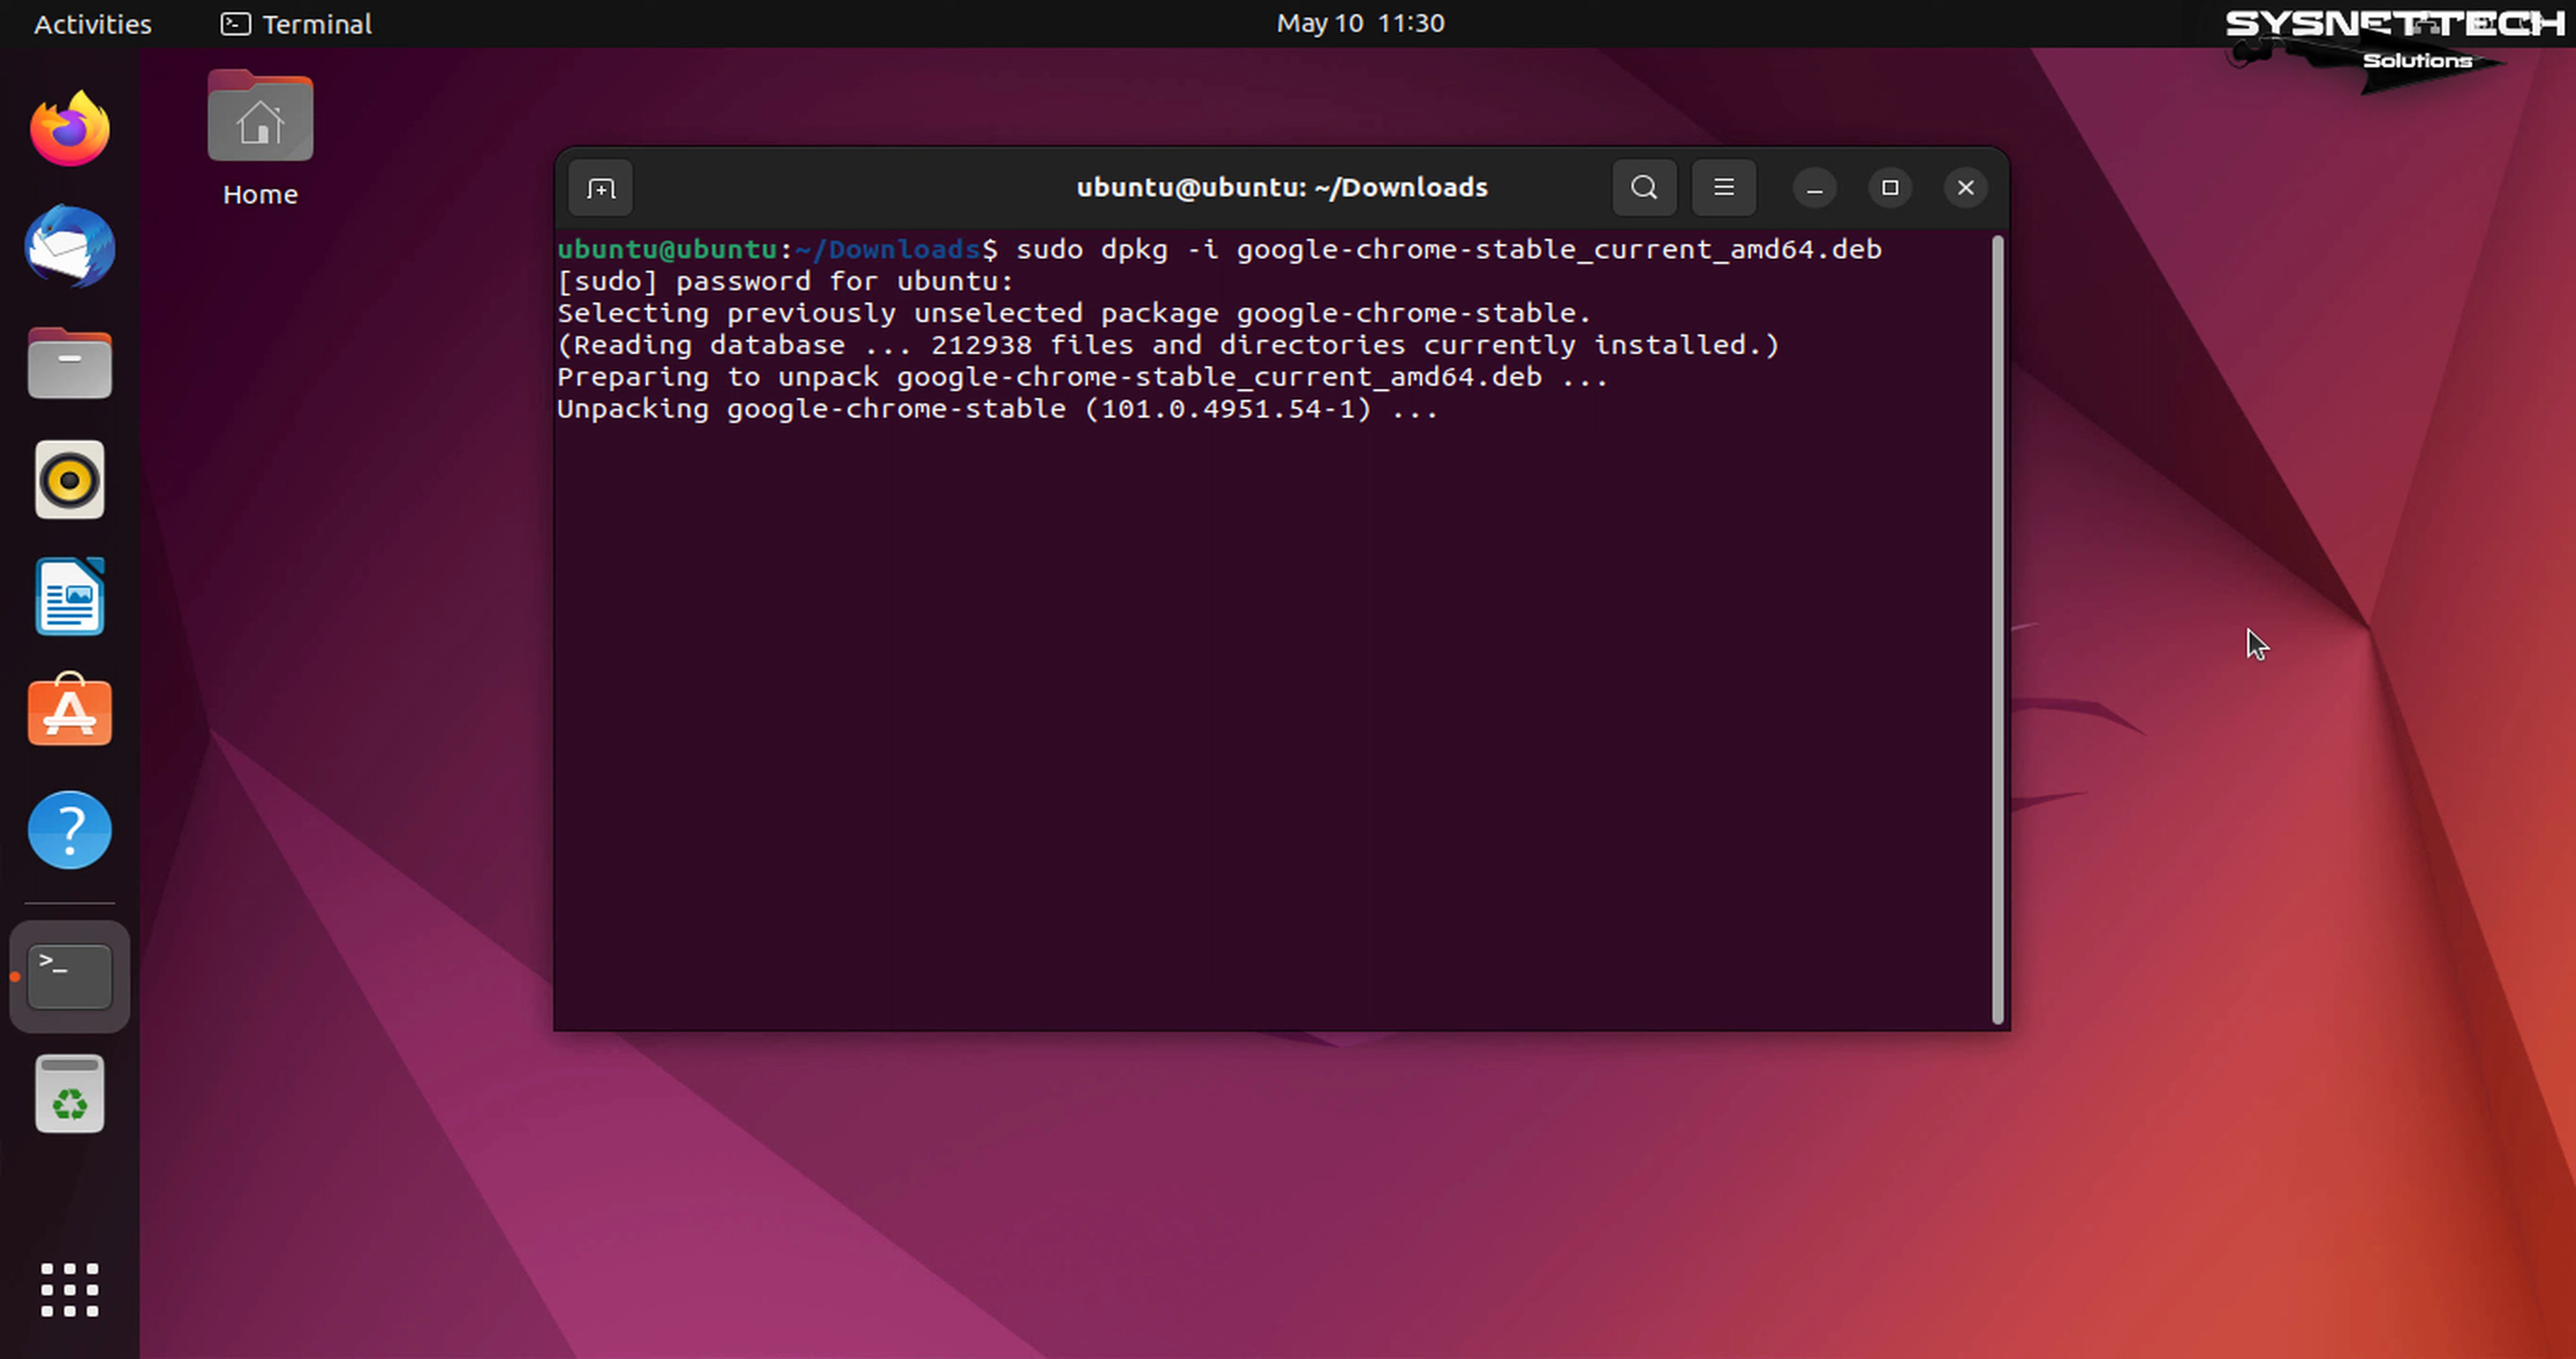 Activities Terminal May 10 11:30
SYSNETTECH
Solutions
Home
ubuntu@ubuntu: ~/Downloads
ubuntu@ubuntu:~/Downloads$ sudo dpkg -i google-chrome-stable_current_amd64.deb
[sudo] password for ubuntu:
Selecting previously unselected package google-chrome-stable.
(Reading database ... 212938 files and directories currently installed.)
Preparing to unpack google-chrome-stable_current_amd64.deb ...
Unpacking google-chrome-stable (101.0.4951.54-1) ...